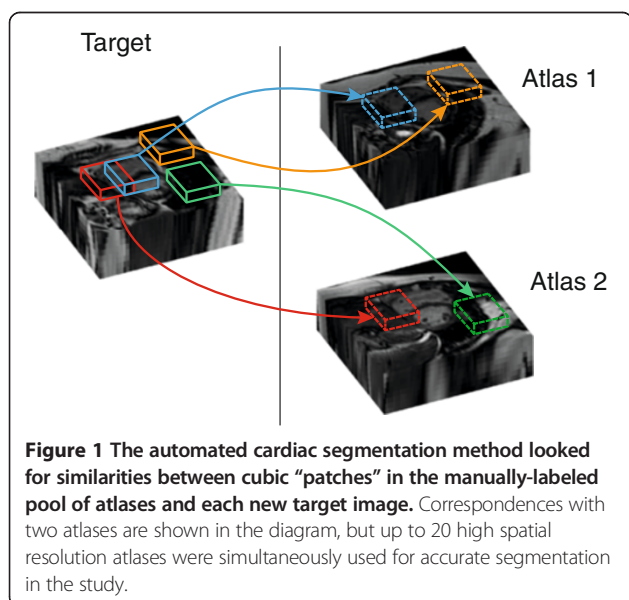 Target
Atlas 1
Atlas 2
Figure 1 The automated cardiac segmentation method looked
for similarities between cubic “patches” in the manually-labeled
pool of atlases and each new target image. Correspondences with
two atlases are shown in the diagram, but up to 20 high spatial
resolution atlases were simultaneously used for accurate segmentation
in the study.